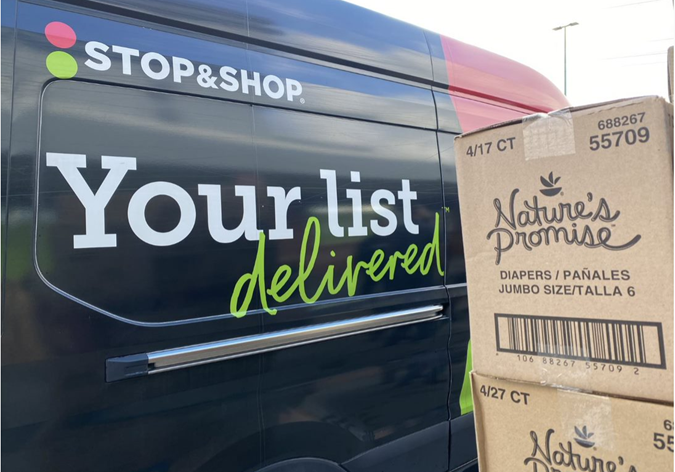 STOP&SHOP®
Your list
delivered™
4/17 CT
688267
55709
Nature's
Promise
DIAPERS / PAÑALES
JUMBO SIZE/TALLA 6
1 06 88267 55709 2
4/27 CT
Nature's